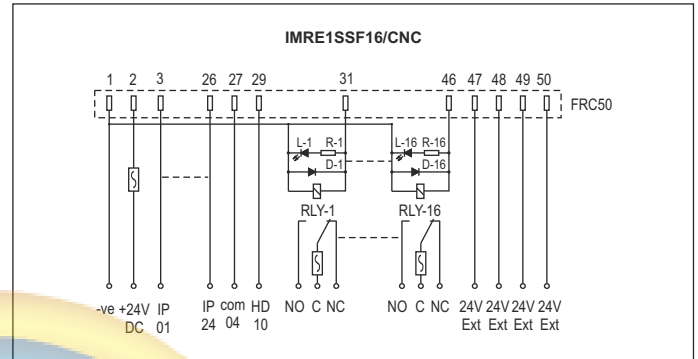 IMRE1SSF16/CNC
1 2 3 26 27 29 31 46 47 48 49 50
FRC50
L-1 R-1 L-16 R-16
D-1 D-16
RLY-1 RLY-16
-ve +24V IP IP com HD NO C NC NO C NC 24V 24V 24V 24V
DC 01 24 04 10 Ext Ext Ext Ext